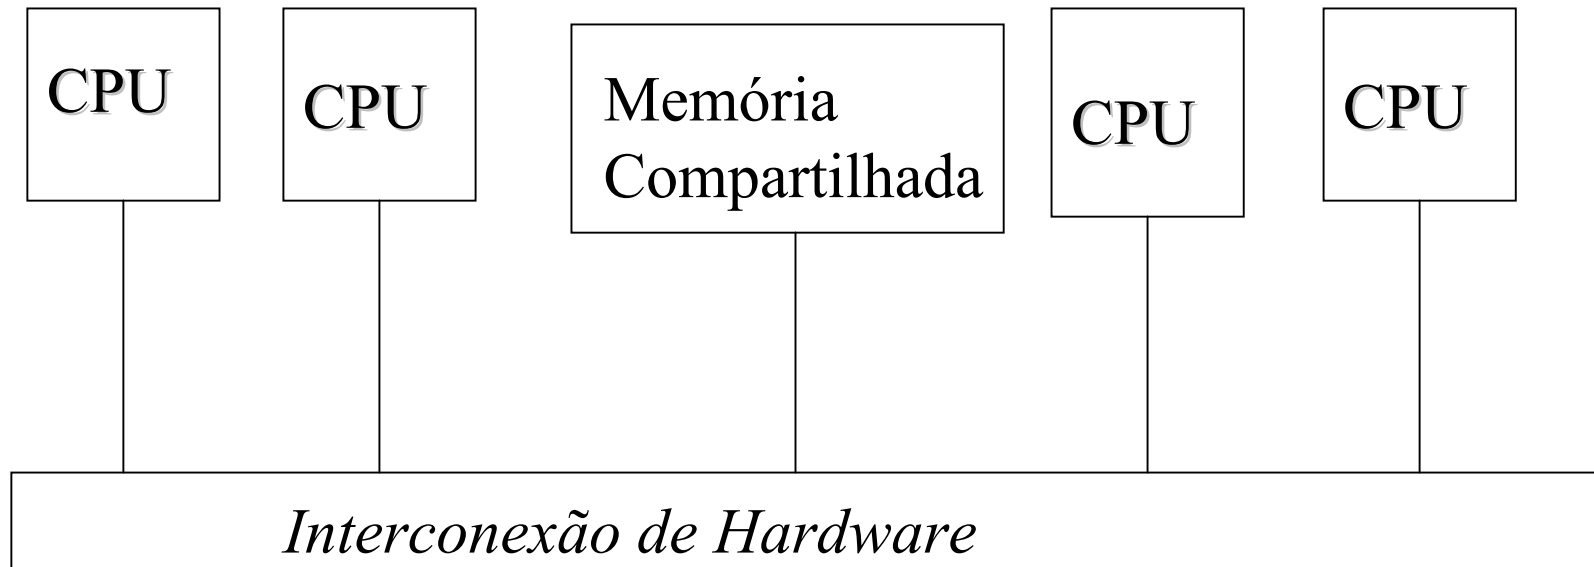 CPU
CPU
Memória
Compartilhada
CPU
CPU
Interconexão de Hardware